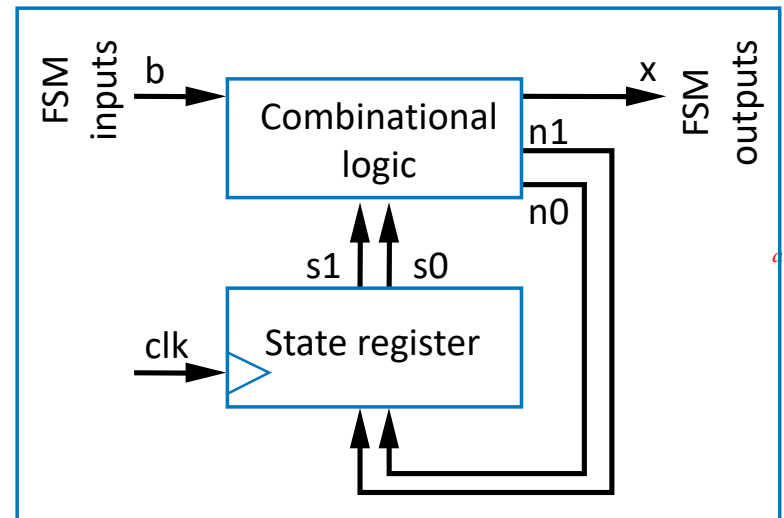 FSM
inputs
b
x
FSM
outputs
Combinational
logic
n1
n0
s1
s0
clk
State register